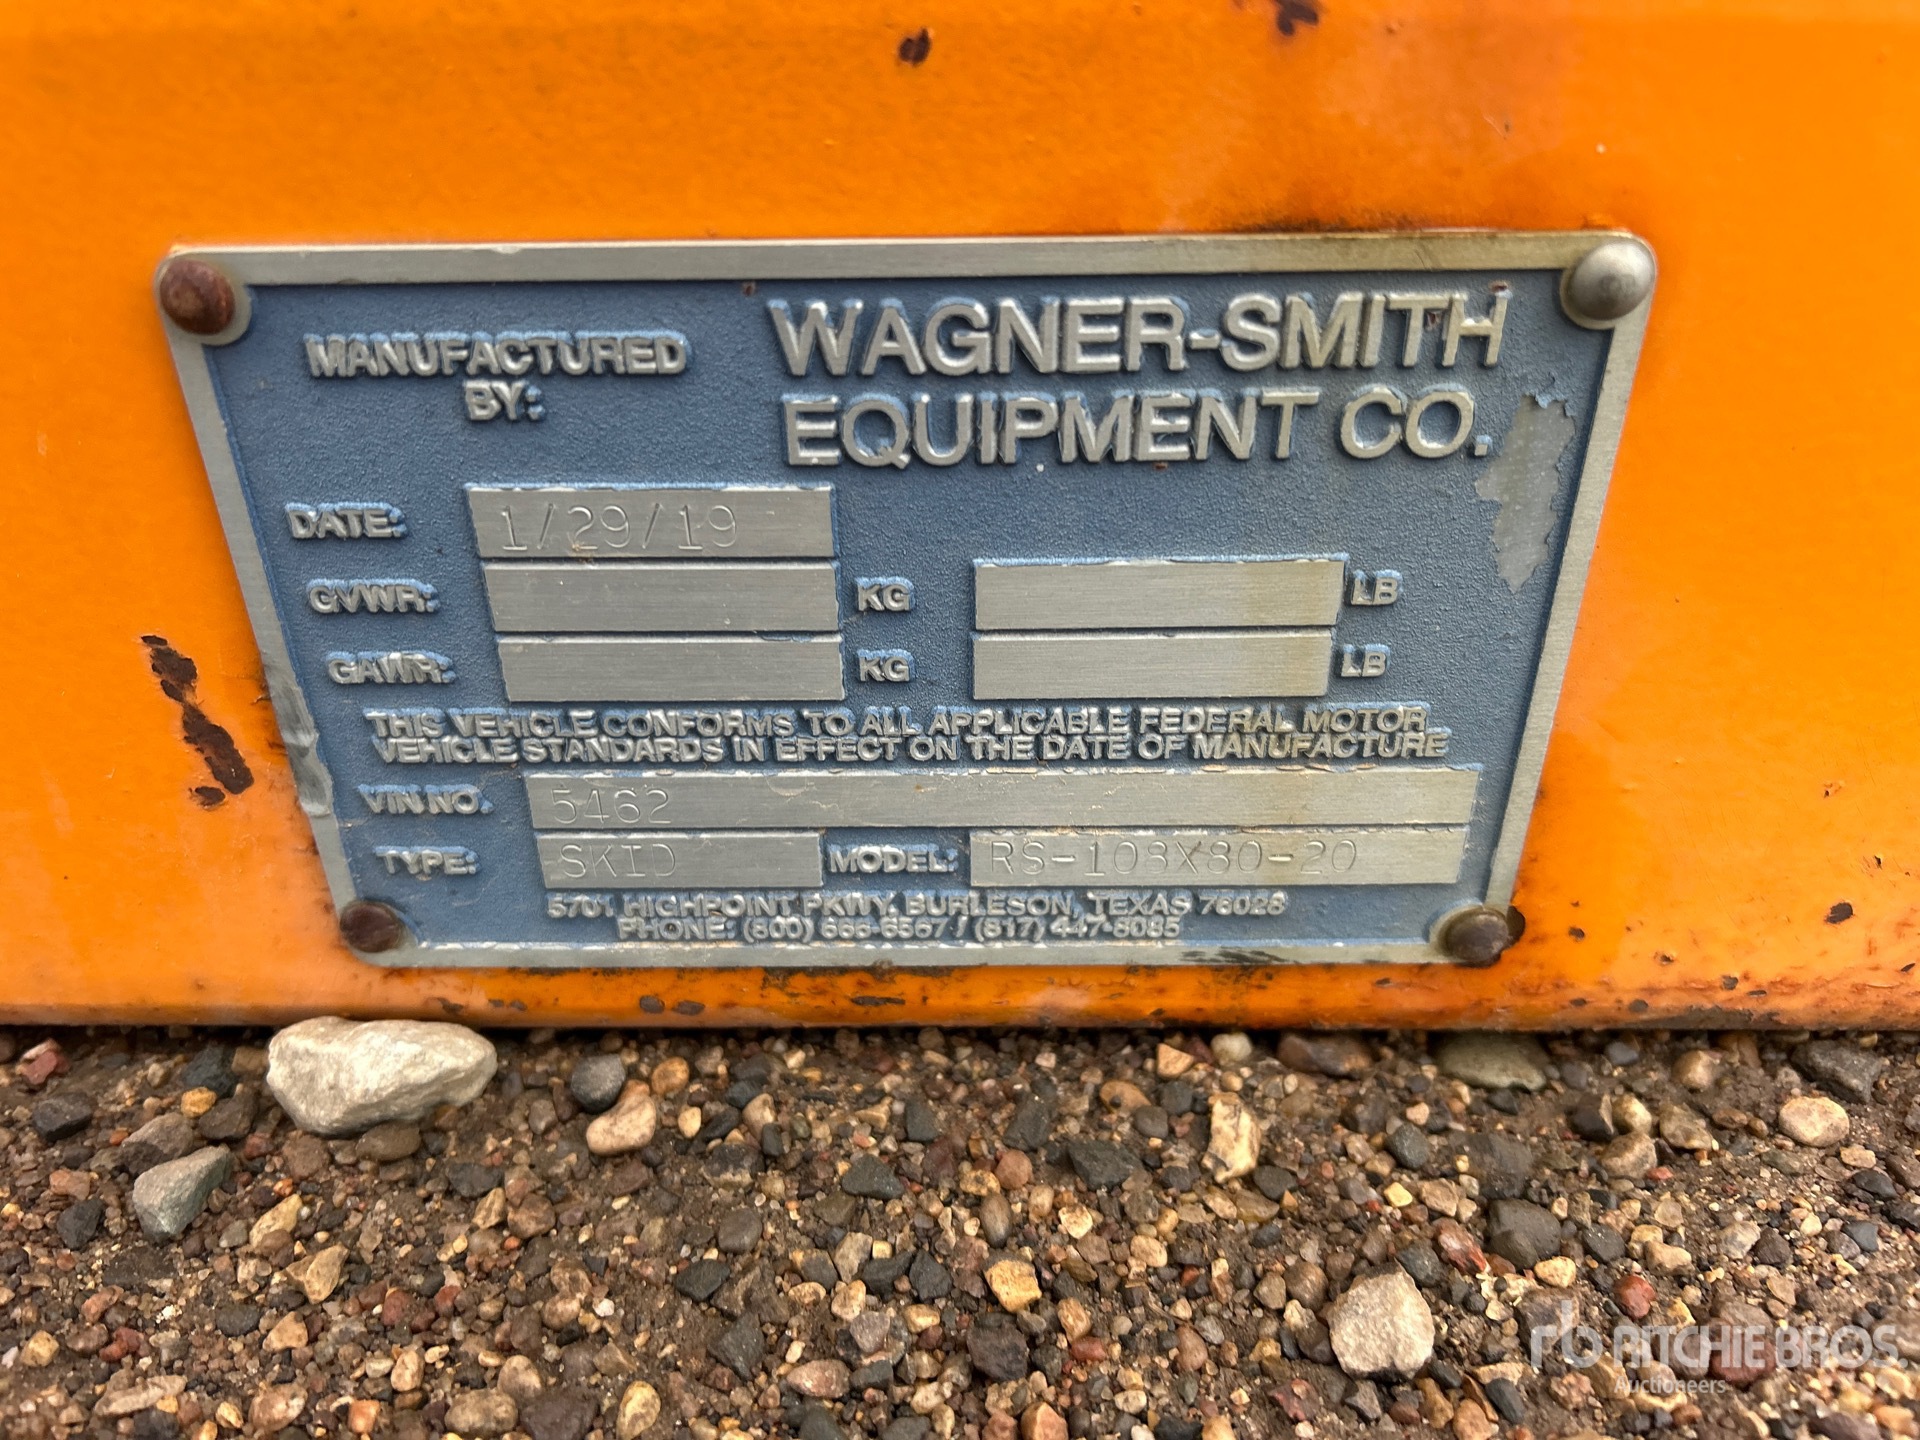 MANUFACTURED
BY:
WAGNER-SMITH
EQUIPMENT CO.
DATE: 1/29/19
GVWR: KG LB
GAWR: KG LB
THIS VEHICLE CONFORMS TO ALL APPLICABLE FEDERAL MOTOR
VEHICLE STANDARDS IN EFFECT ON THE DATE OF MANUFACTURE
VIN NO. 5462
TYPE: SKID MODEL: RS-108X80-20
5701 HIGHPOINT PKWY, BURLESON, TEXAS 76028
PHONE: (800) 666-6567 / (817) 447-8085
rb RITCHIE BROS.
Auctioneers